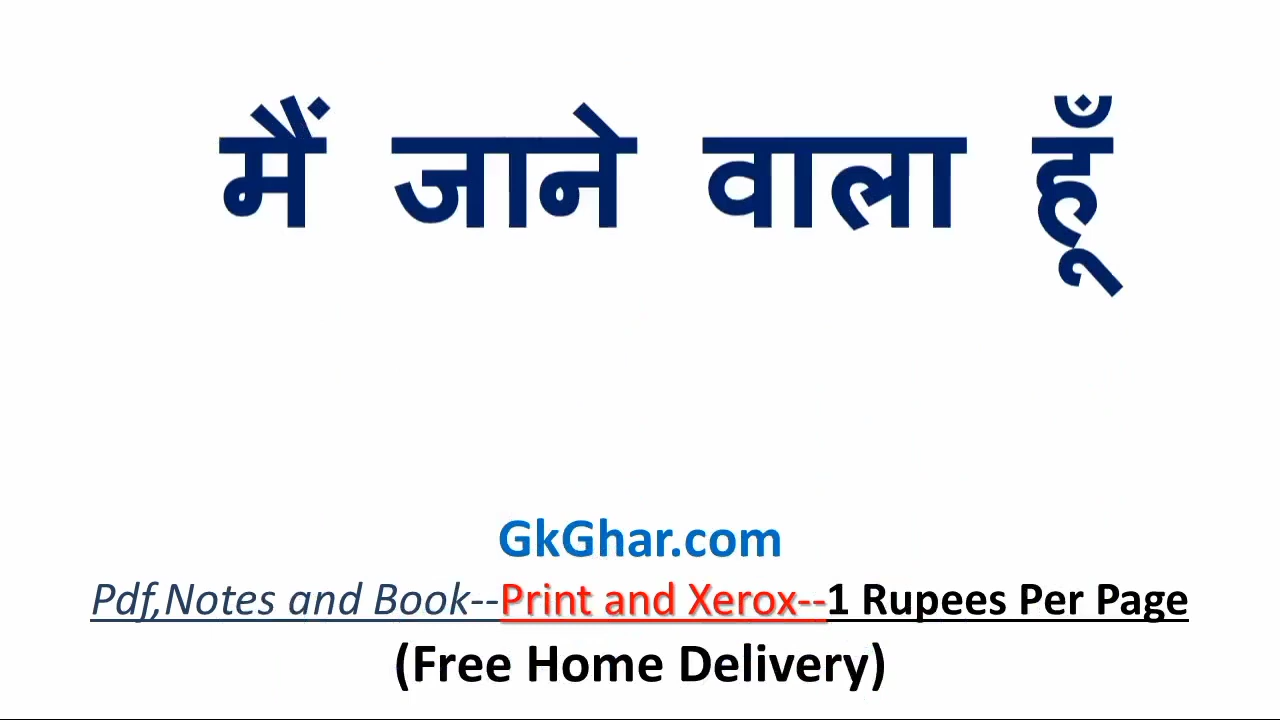 मैं जाने वाला हूँ
GkGhar.com
Pdf,Notes and Book--Print and Xerox--1 Rupees Per Page
(Free Home Delivery)